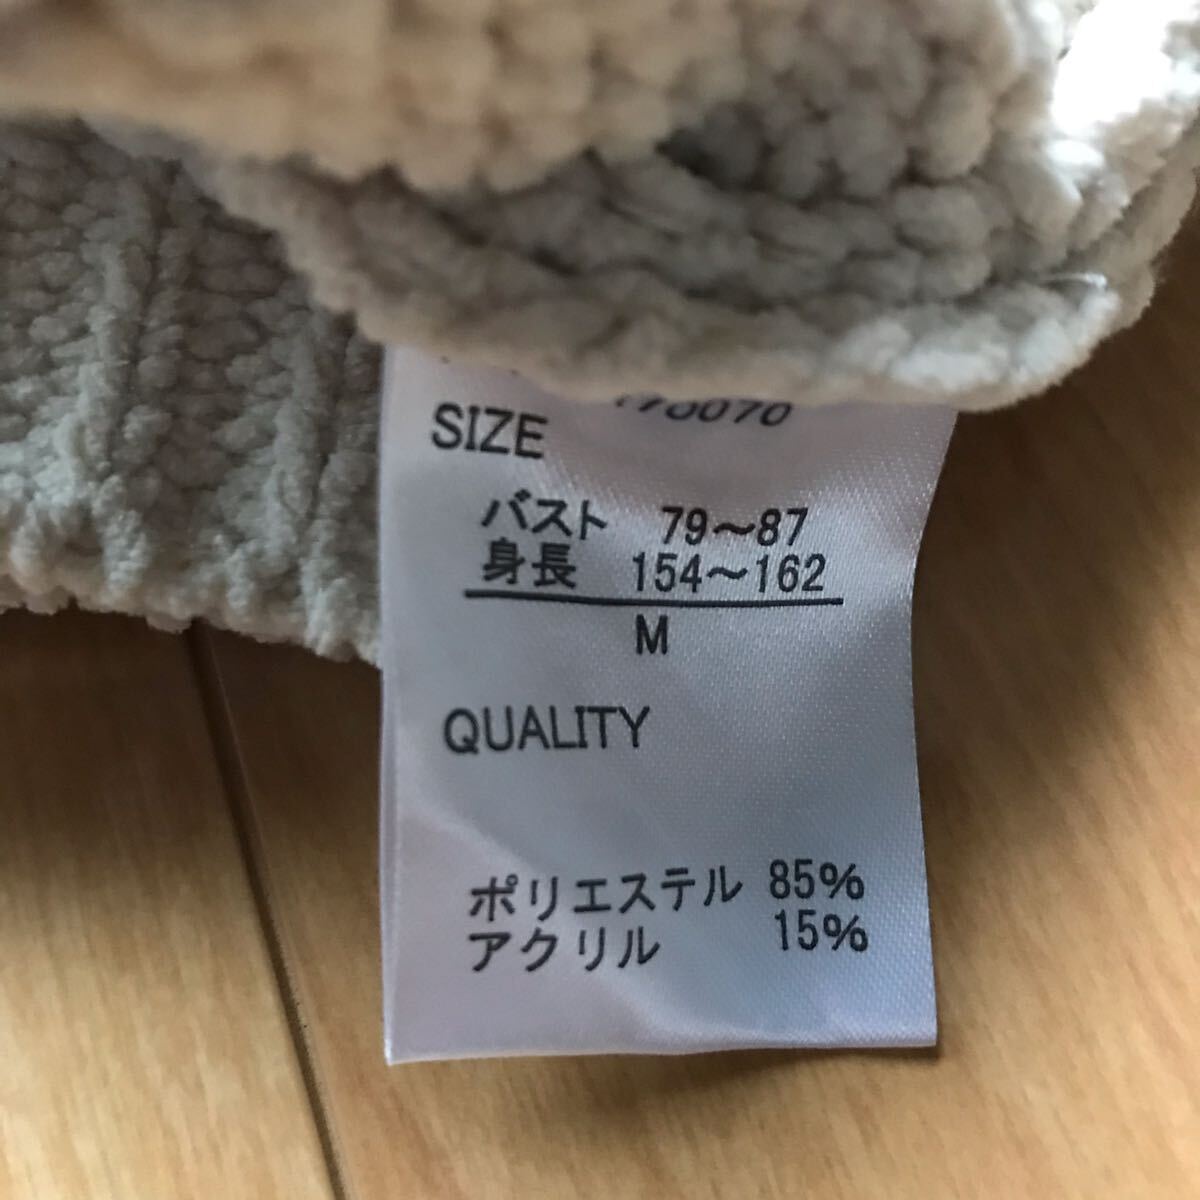 SIZE
バスト 79～87
身長 154～162
M
QUALITY
ポリエステル 85%
アクリル 15%